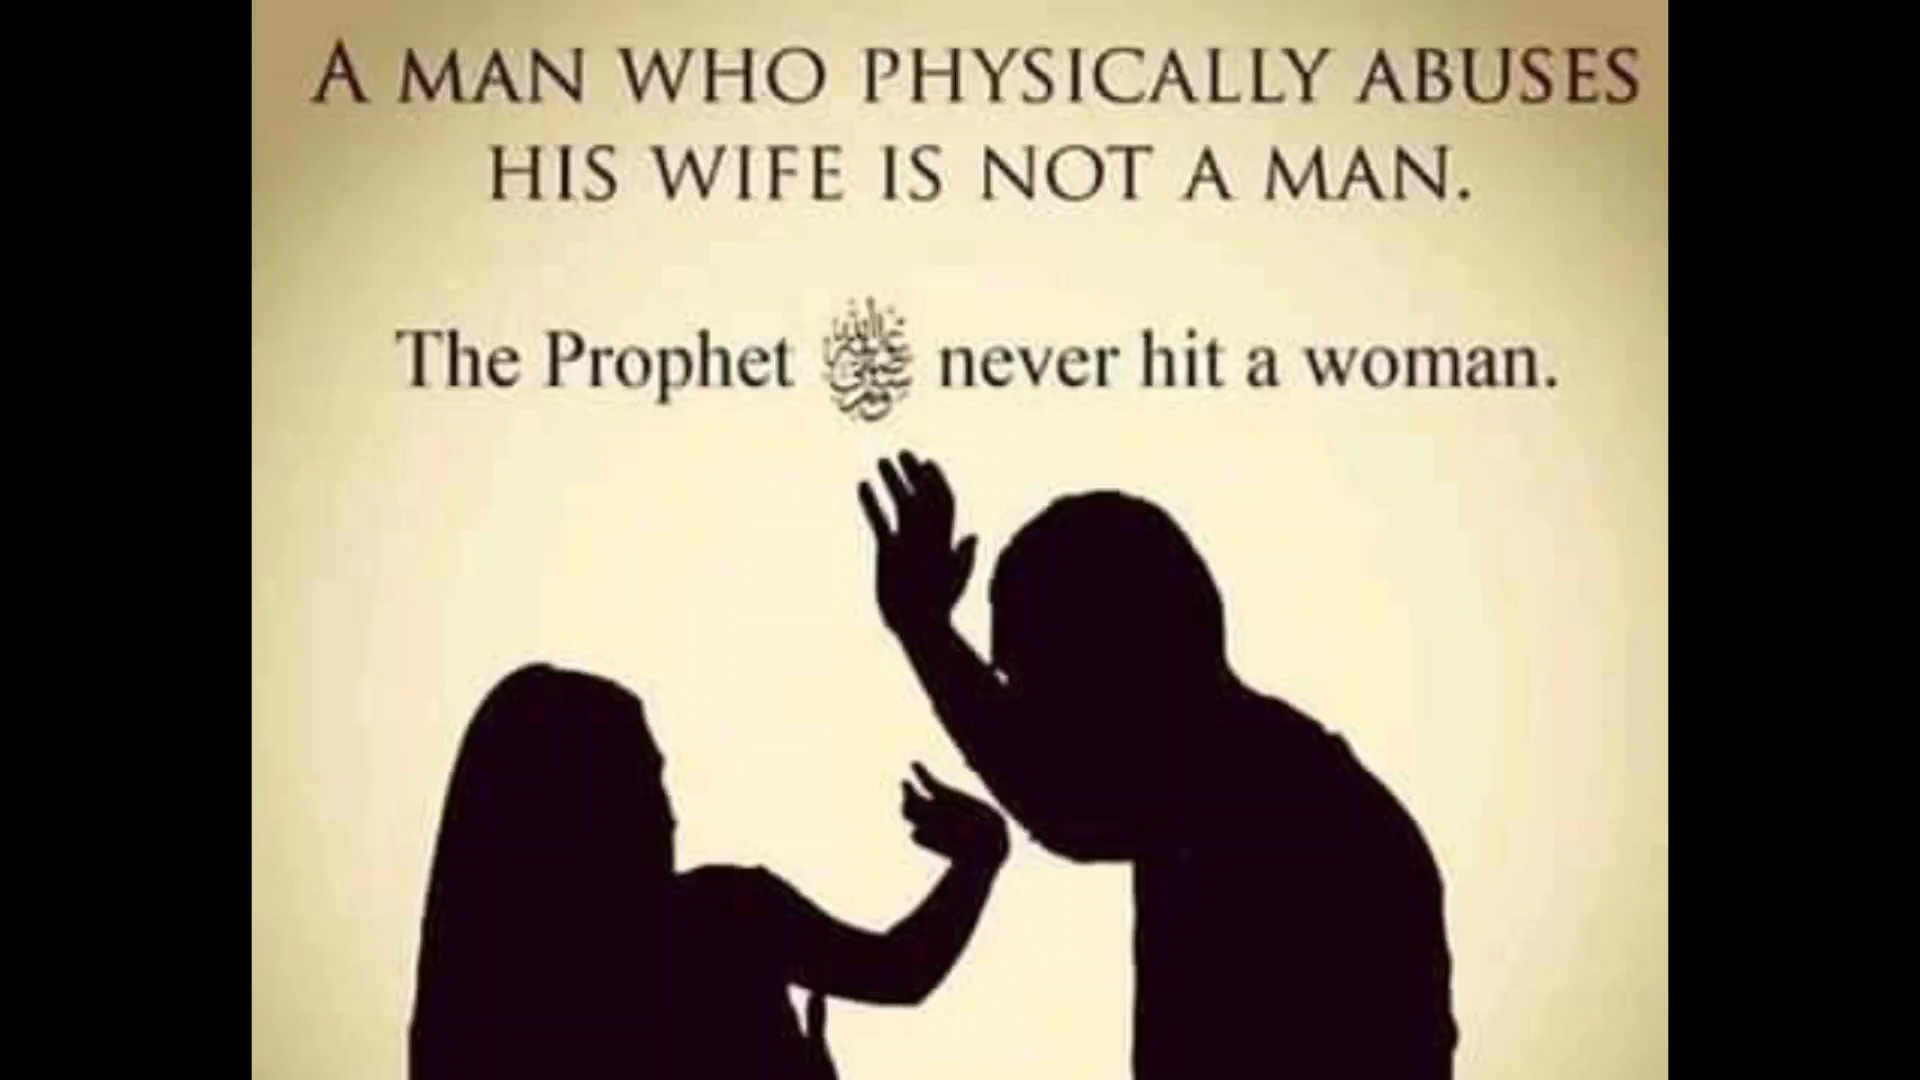 A MAN WHO PHYSICALLY ABUSES
HIS WIFE IS NOT A MAN.
The Prophet ﷺ never hit a woman.